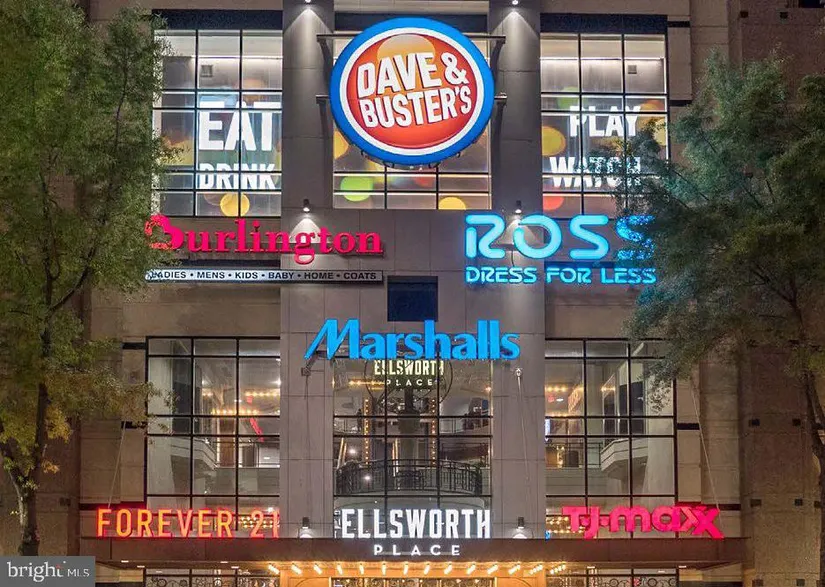 DAVE &
BUSTER'S
EAT
DRINK
PLAY
WATCH
Burlington
LADIES • MENS • KIDS • BABY • HOME • COATS
ROSS
DRESS FOR LESS
Marshalls
ELLSWORTH
PLACE
FOREVER 21
ELLSWORTH
PLACE
TJ-maxx
bright MLS